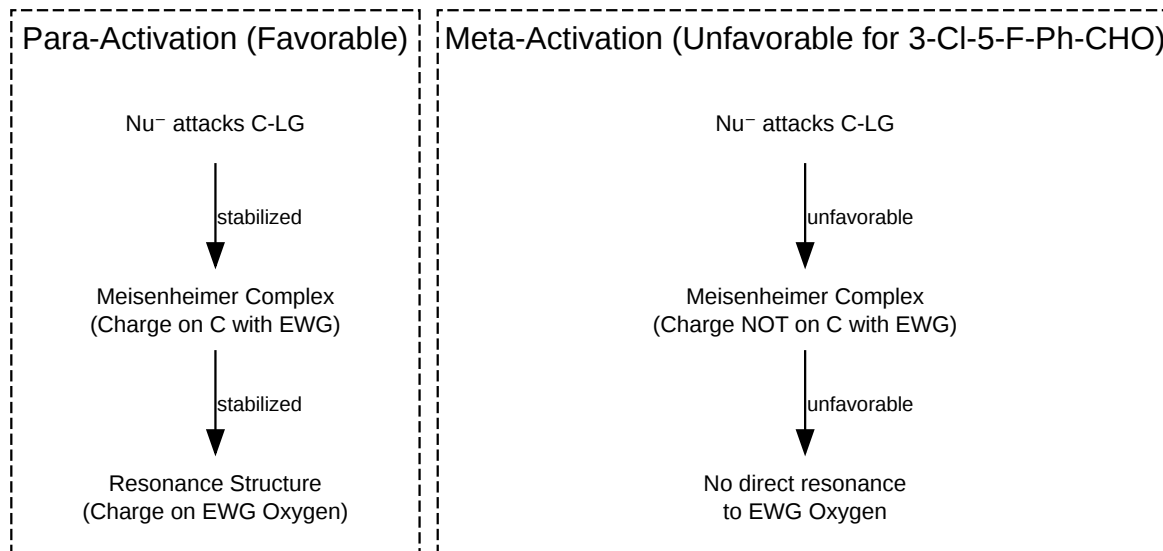 Para-Activation (Favorable)
Nu⁻ attacks C-LG
stabilized
Meisenheimer Complex
(Charge on C with EWG)
stabilized
Resonance Structure
(Charge on EWG Oxygen)
Meta-Activation (Unfavorable for 3-Cl-5-F-Ph-CHO)
Nu⁻ attacks C-LG
unfavorable
Meisenheimer Complex
(Charge NOT on C with EWG)
unfavorable
No direct resonance
to EWG Oxygen